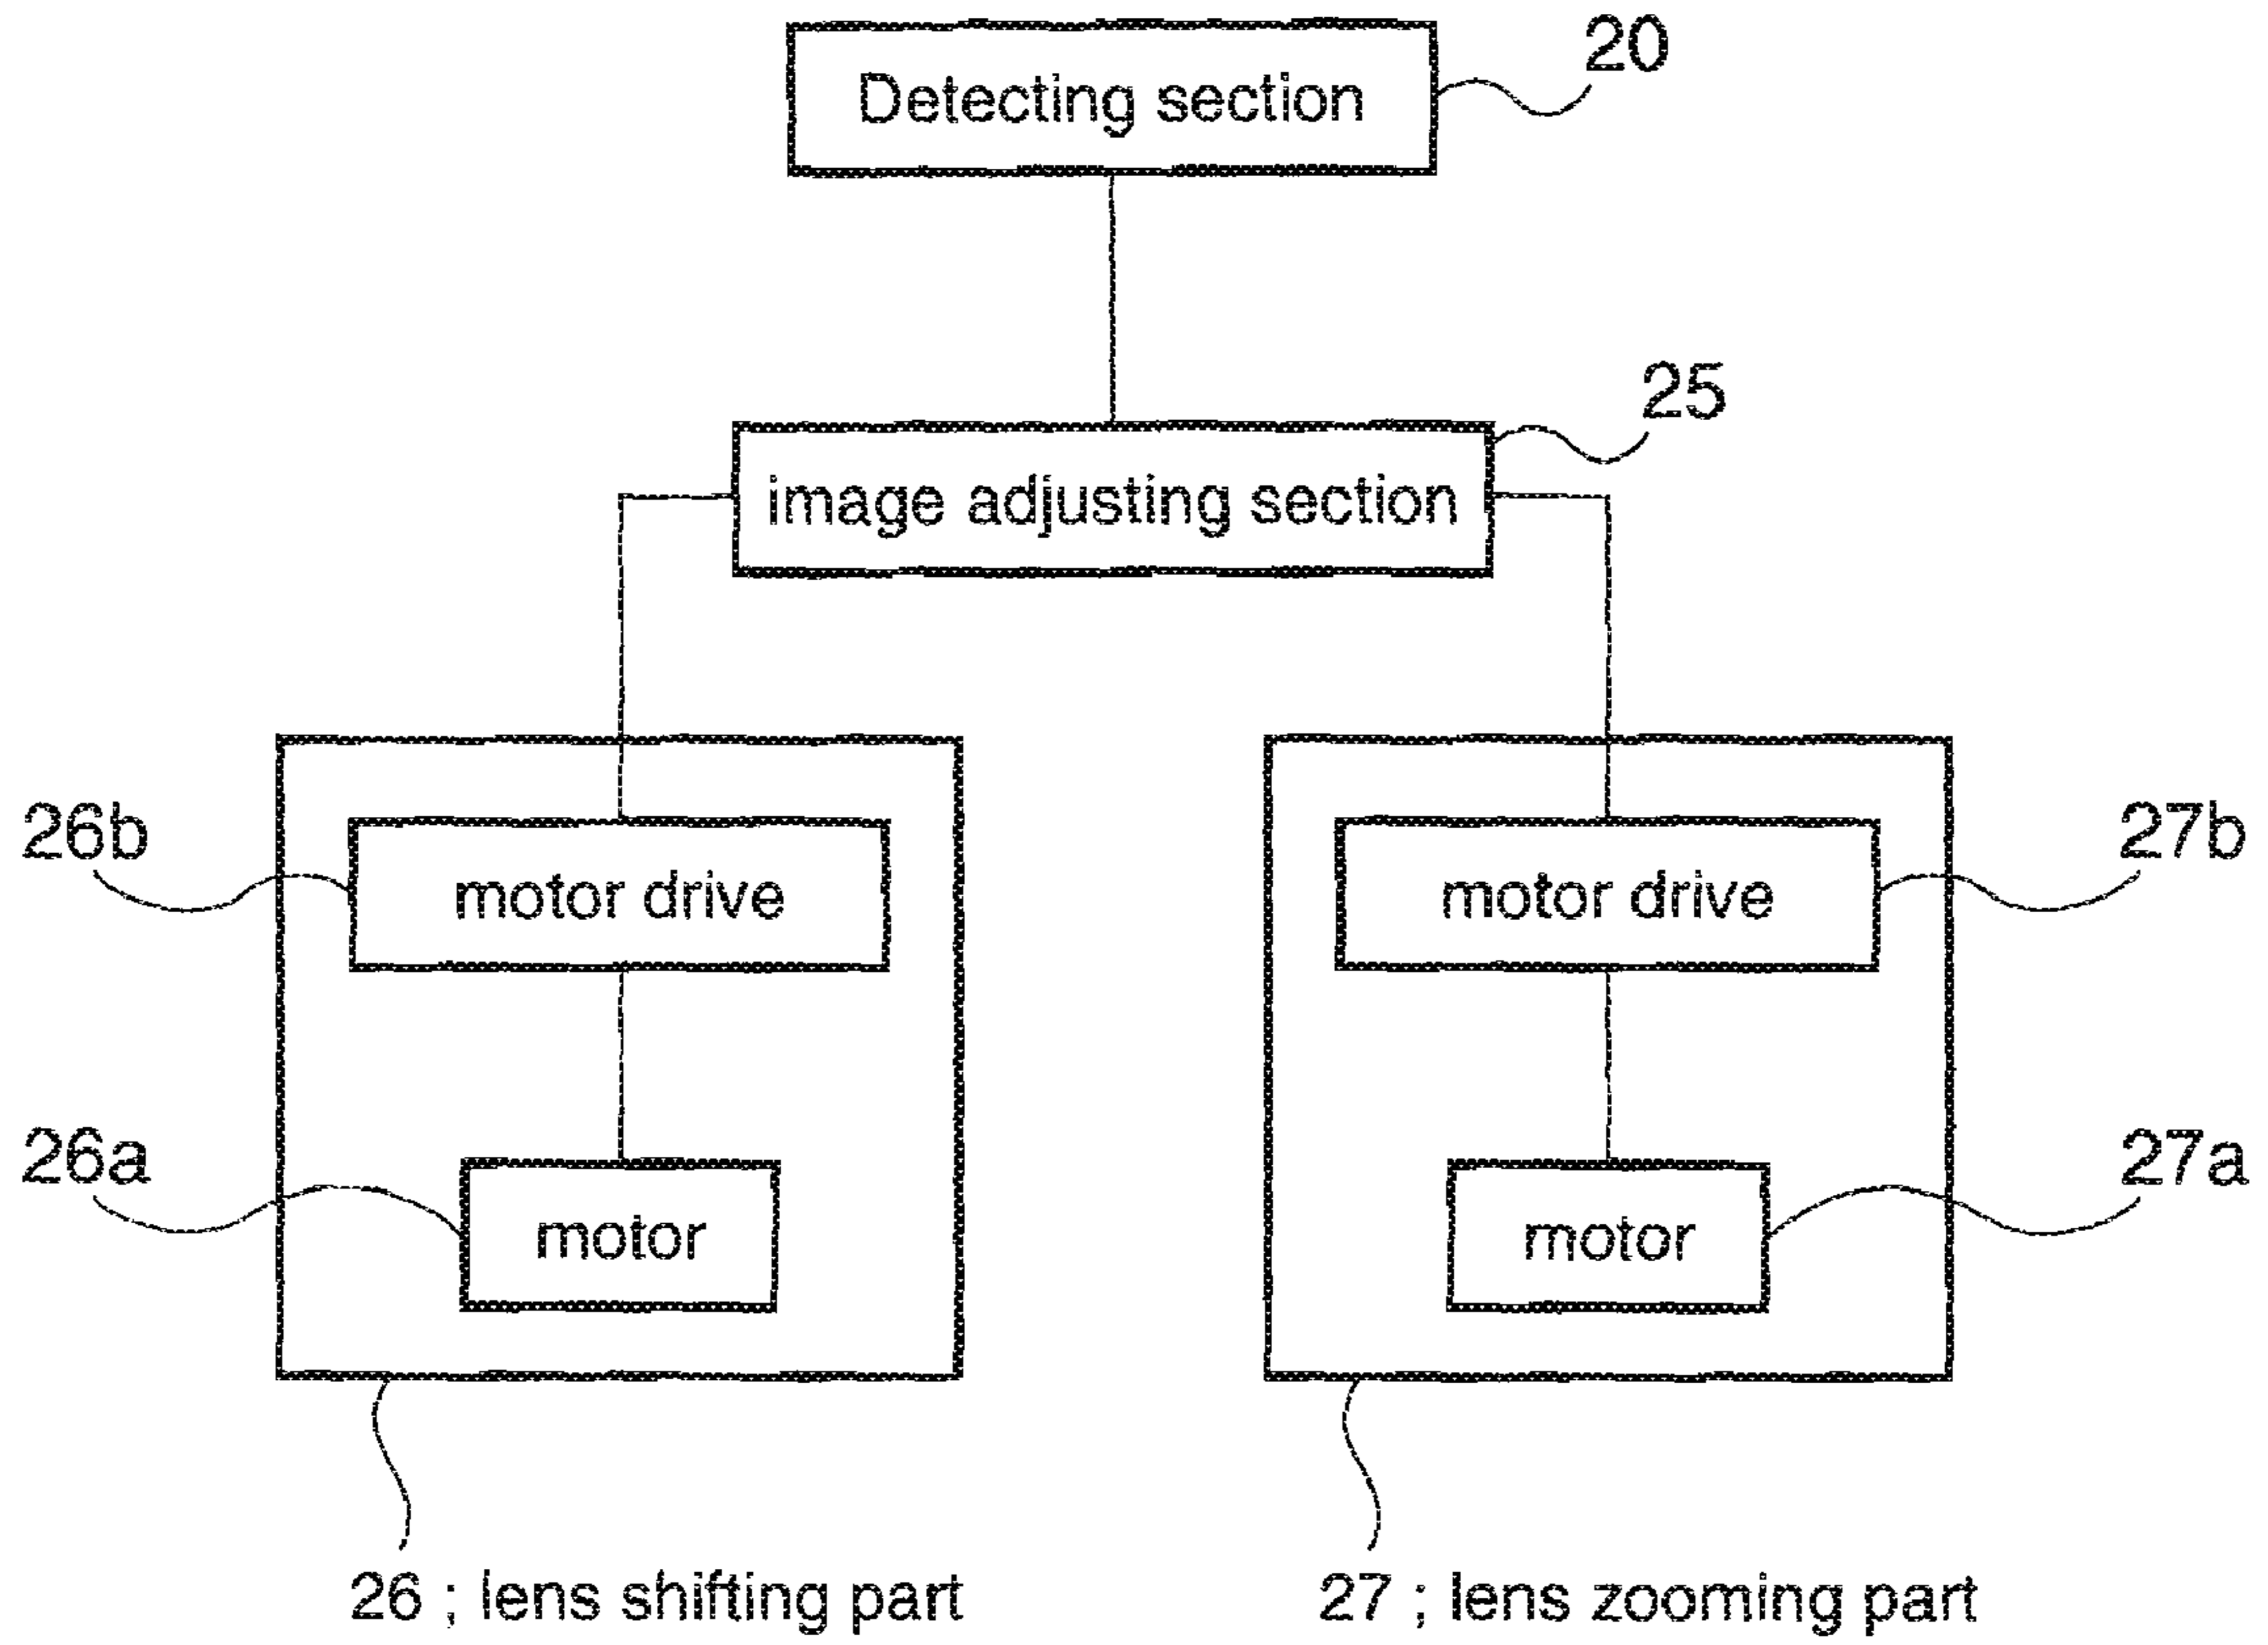 20
Detecting section
25
image adjusting section
26b
motor drive
motor drive
27b
26a
motor
motor
27a
26 ; lens shifting part
27 ; lens zooming part